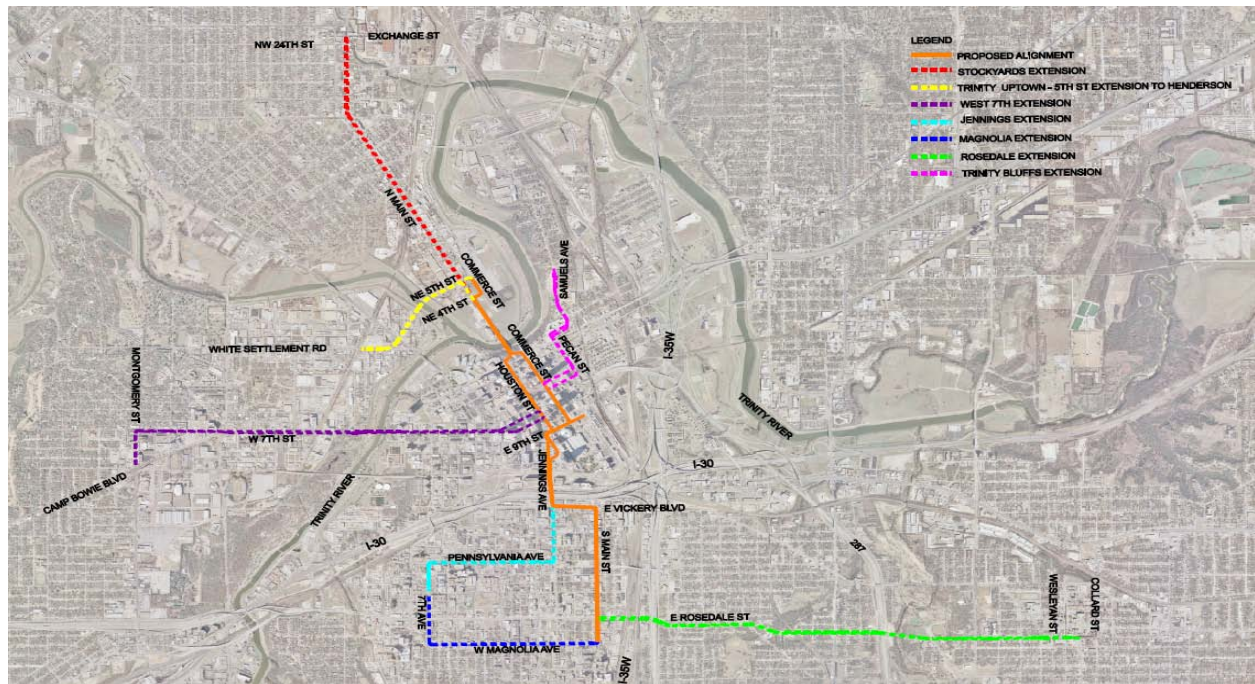 NW 24TH ST
EXCHANGE ST
LEGEND
PROPOSED ALIGNMENT
STOCKYARDS EXTENSION
TRINITY UPTOWN - 5TH ST EXTENSION TO HENDERSON
WEST 7TH EXTENSION
JENNINGS EXTENSION
MAGNOLIA EXTENSION
ROSEDALE EXTENSION
TRINITY BLUFFS EXTENSION
N MAIN ST
NE 5TH ST
COMMERCE ST
NE 4TH ST
SAMUELS AVE
WHITE SETTLEMENT RD
COMMERCE ST
PECAN ST
I-35W
MONTGOMERY ST
HOUSTON ST
TRINITY RIVER
W 7TH ST
E 9TH ST
CAMP BOWIE BLVD
JENNINGS AVE
I-30
TRINITY RIVER
E VICKERY BLVD
I-30
S MAIN ST
287
PENNSYLVANIA AVE
7TH AVE
E ROSEDALE ST
WESLEYAN ST
COLLARD ST
W MAGNOLIA AVE
I-35W